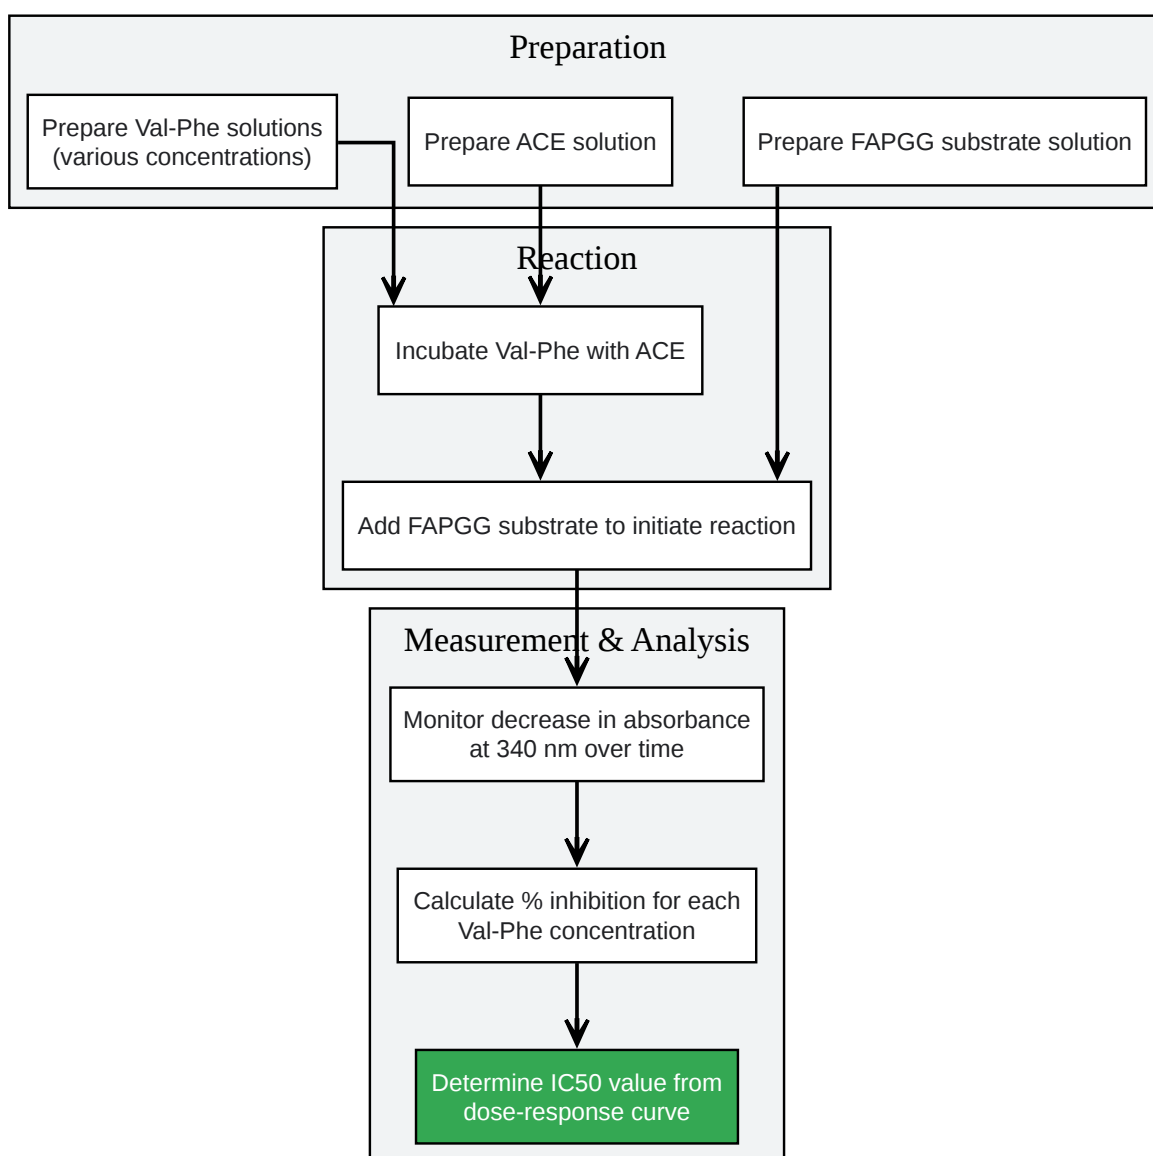 Preparation
Prepare Val-Phe solutions
(various concentrations)
Prepare ACE solution
Prepare FAPGG substrate solution
Reaction
Incubate Val-Phe with ACE
Add FAPGG substrate to initiate reaction
Measurement & Analysis
Monitor decrease in absorbance
at 340 nm over time
Calculate % inhibition for each
Val-Phe concentration
Determine IC50 value from
dose-response curve